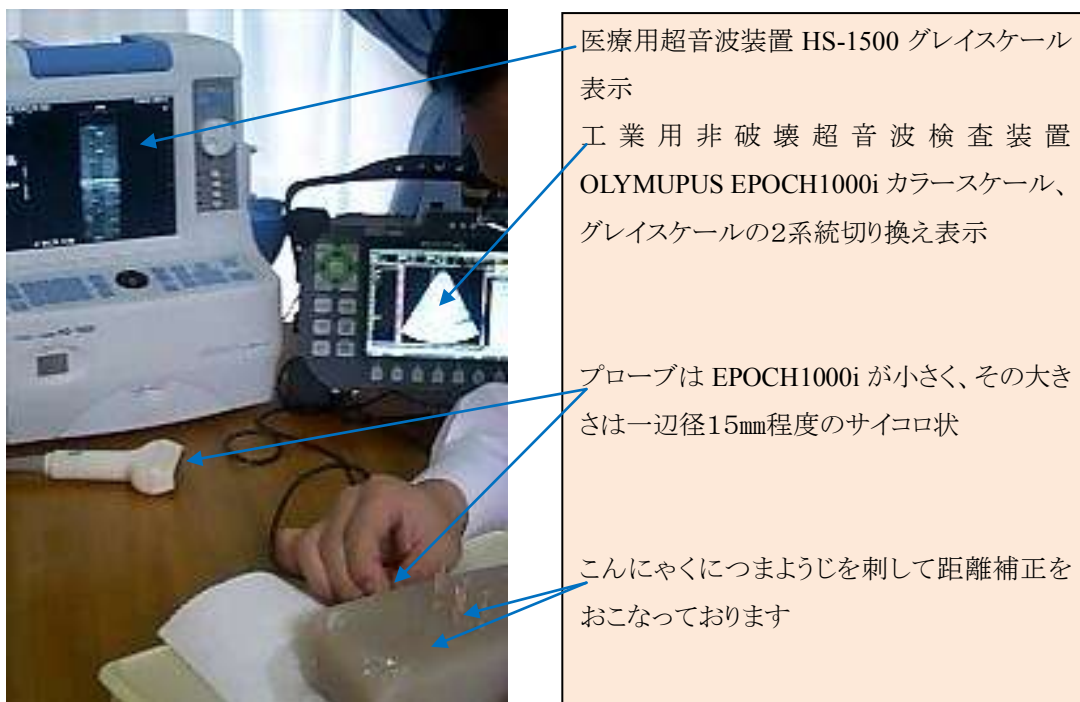 医療用超音波装置 HS-1500 グレイスケール
表示
工業用非破壊超音波検査装置
OLYMUPUS EPOCH1000i カラースケール、
グレイスケールの２系統切り換え表示
プローブは EPOCH1000i が小さく、その大き
さは一辺径１５㎜程度のサイコロ状
こんにゃくにつまようじを刺して距離補正を
おこなっております